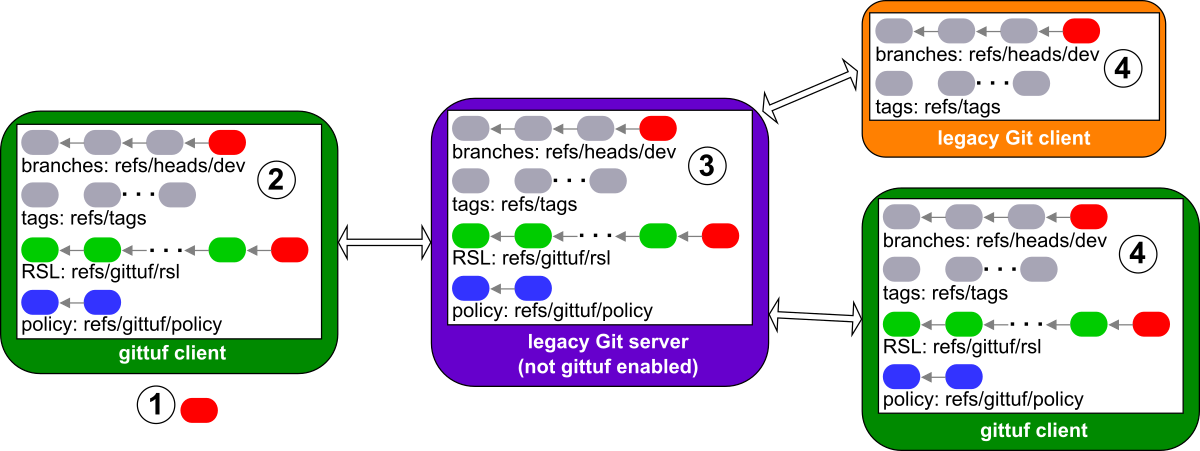 branches: refs/heads/dev
2
tags: refs/tags
RSL: refs/gittuf/rsl
policy: refs/gittuf/policy
gittuf client
1
branches: refs/heads/dev
3
tags: refs/tags
RSL: refs/gittuf/rsl
policy: refs/gittuf/policy
legacy Git server
(not gittuf enabled)
branches: refs/heads/dev
4
tags: refs/tags
legacy Git client
branches: refs/heads/dev
4
tags: refs/tags
RSL: refs/gittuf/rsl
policy: refs/gittuf/policy
gittuf client